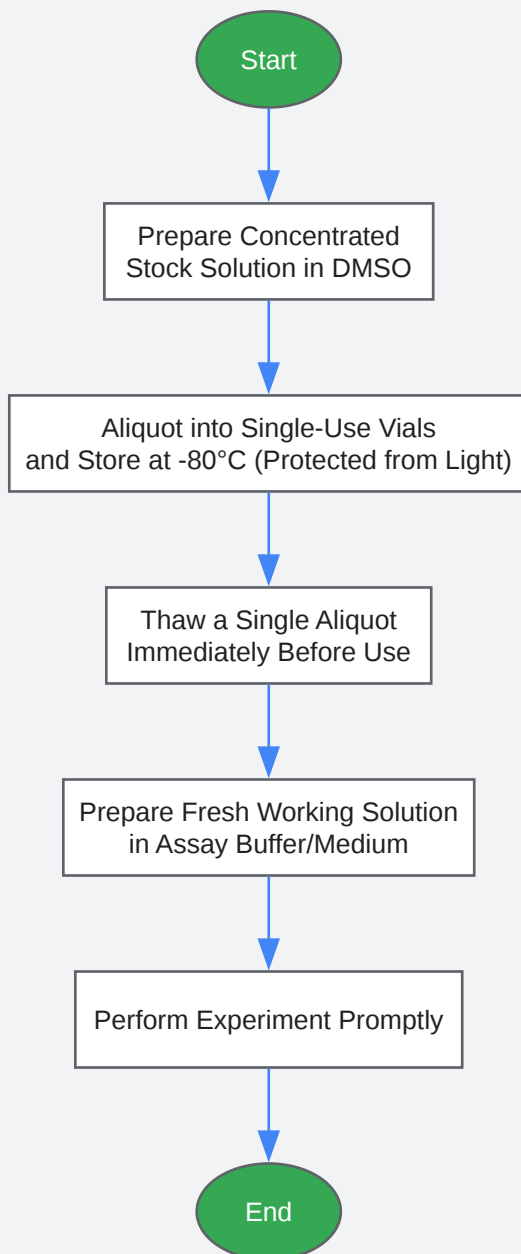 Start
Prepare Concentrated
Stock Solution in DMSO
Aliquot into Single-Use Vials
and Store at -80°C (Protected from Light)
Thaw a Single Aliquot
Immediately Before Use
Prepare Fresh Working Solution
in Assay Buffer/Medium
Perform Experiment Promptly
End